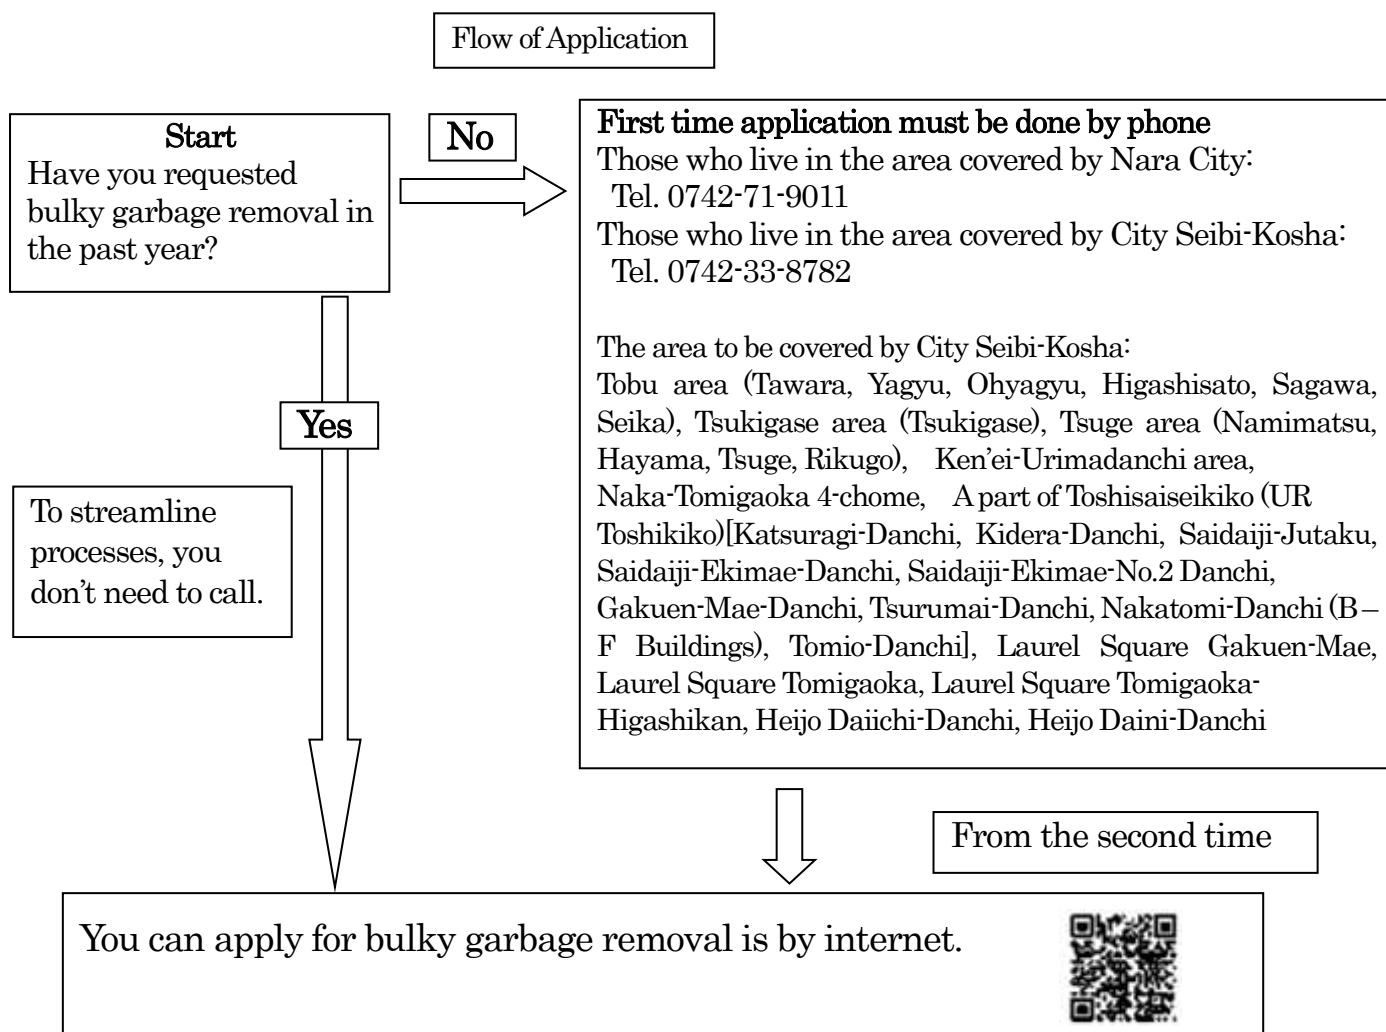 Flow of Application
Start
Have you requested
bulky garbage removal in
the past year?
No
First time application must be done by phone
Those who live in the area covered by Nara City:
Tel. 0742-71-9011
Those who live in the area covered by City Seibi-Kosha:
Tel. 0742-33-8782
The area to be covered by City Seibi-Kosha:
Tobu area (Tawara, Yagyu, Ohyagyu, Higashisato, Sagawa,
Seika), Tsukigase area (Tsukigase), Tsuge area (Namimatsu,
Hayama, Tsuge, Rikugo), Ken’ei-Urimadanchi area,
Naka-Tomigaoka 4-chome, A part of Toshisaiseikiko (UR
Toshikiko)[Katsuragi-Danchi, Kidera-Danchi, Saidaiji-Jutaku,
Saidaiji-Ekimae-Danchi, Saidaiji-Ekimae-No.2 Danchi,
Gakuen-Mae-Danchi, Tsurumai-Danchi, Nakatomi-Danchi (B–
F Buildings), Tomio-Danchi], Laurel Square Gakuen-Mae,
Laurel Square Tomigaoka, Laurel Square Tomigaoka-
Higashikan, Heijo Daiichi-Danchi, Heijo Daini-Danchi
Yes
To streamline
processes, you
don’t need to call.
From the second time
You can apply for bulky garbage removal is by internet.